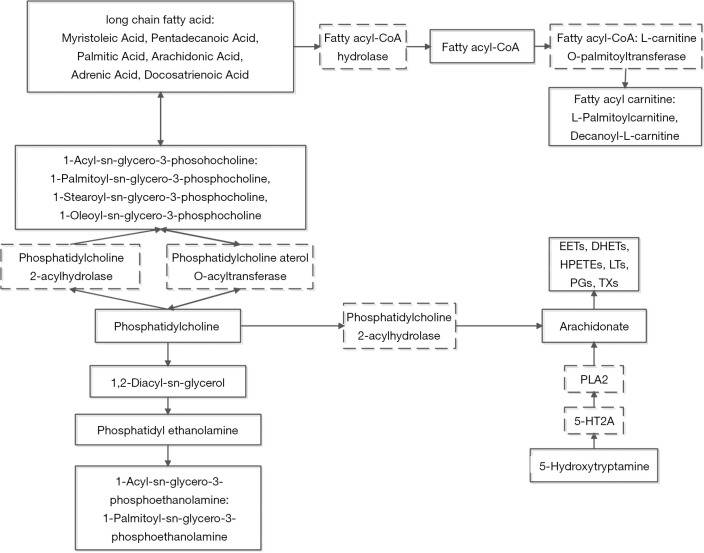 long chain fatty acid:
Myristoleic Acid, Pentadecanoic Acid,
Palmitic Acid, Arachidonic Acid,
Adrenic Acid, Docosatrienoic Acid
Fatty acyl-CoA
hydrolase
Fatty acyl-CoA
Fatty acyl-CoA: L-carnitine
O-palmitoyltransferase
Fatty acyl carnitine:
L-Palmitoylcarnitine,
Decanoyl-L-carnitine
1-Acyl-sn-glycero-3-phosohocholine:
1-Palmitoyl-sn-glycero-3-phosphocholine,
1-Stearoyl-sn-glycero-3-phosphocholine,
1-Oleoyl-sn-glycero-3-phosphocholine
Phosphatidylcholine
2-acylhydrolase
Phosphatidylcholine aterol
O-acyltransferase
EETs, DHETs,
HPETEs, LTs,
PGs, TXs
Phosphatidylcholine
Phosphatidylcholine
2-acylhydrolase
Arachidonate
1,2-Diacyl-sn-glycerol
PLA2
Phosphatidyl ethanolamine
5-HT2A
5-Hydroxytryptamine
1-Acyl-sn-glycero-3-
phosphoethanolamine:
1-Palmitoyl-sn-glycero-3-
phosphoethanolamine